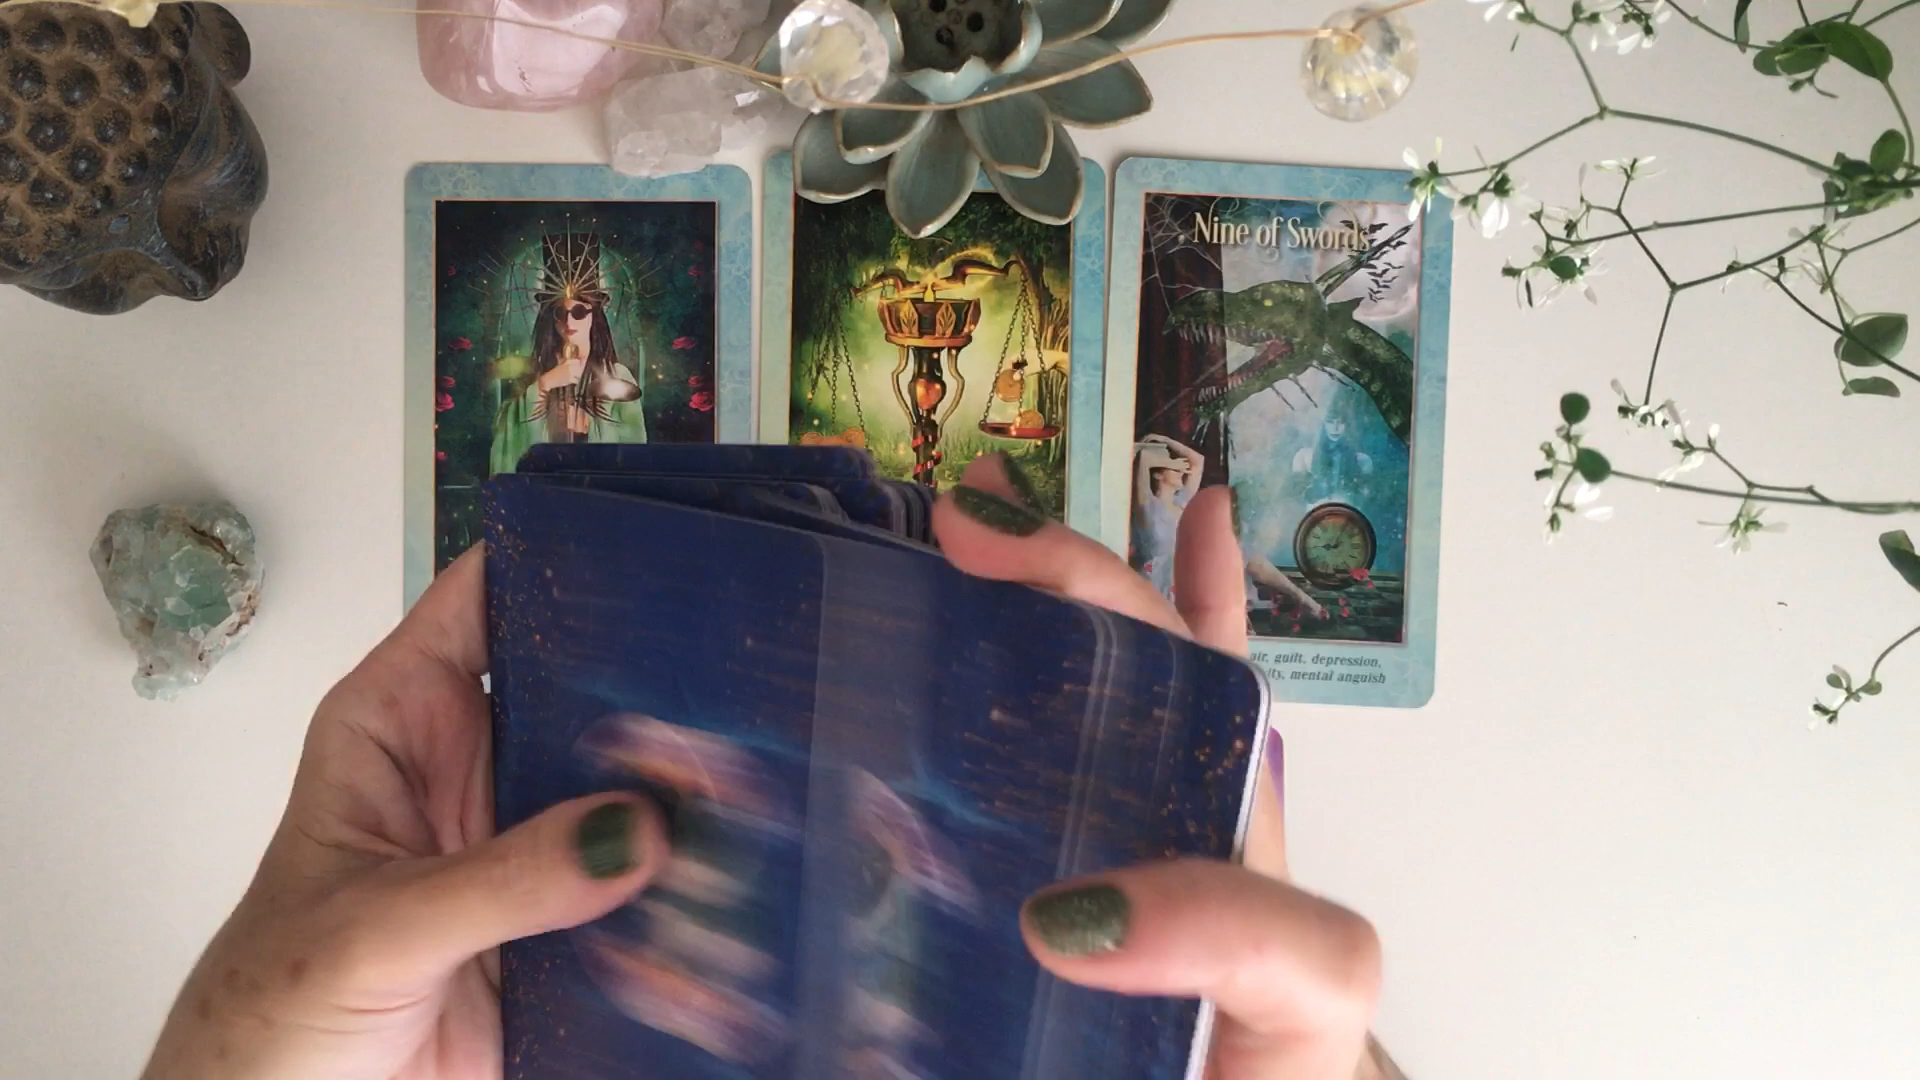 Nine of Swords
guilt, depression,
mental anguish